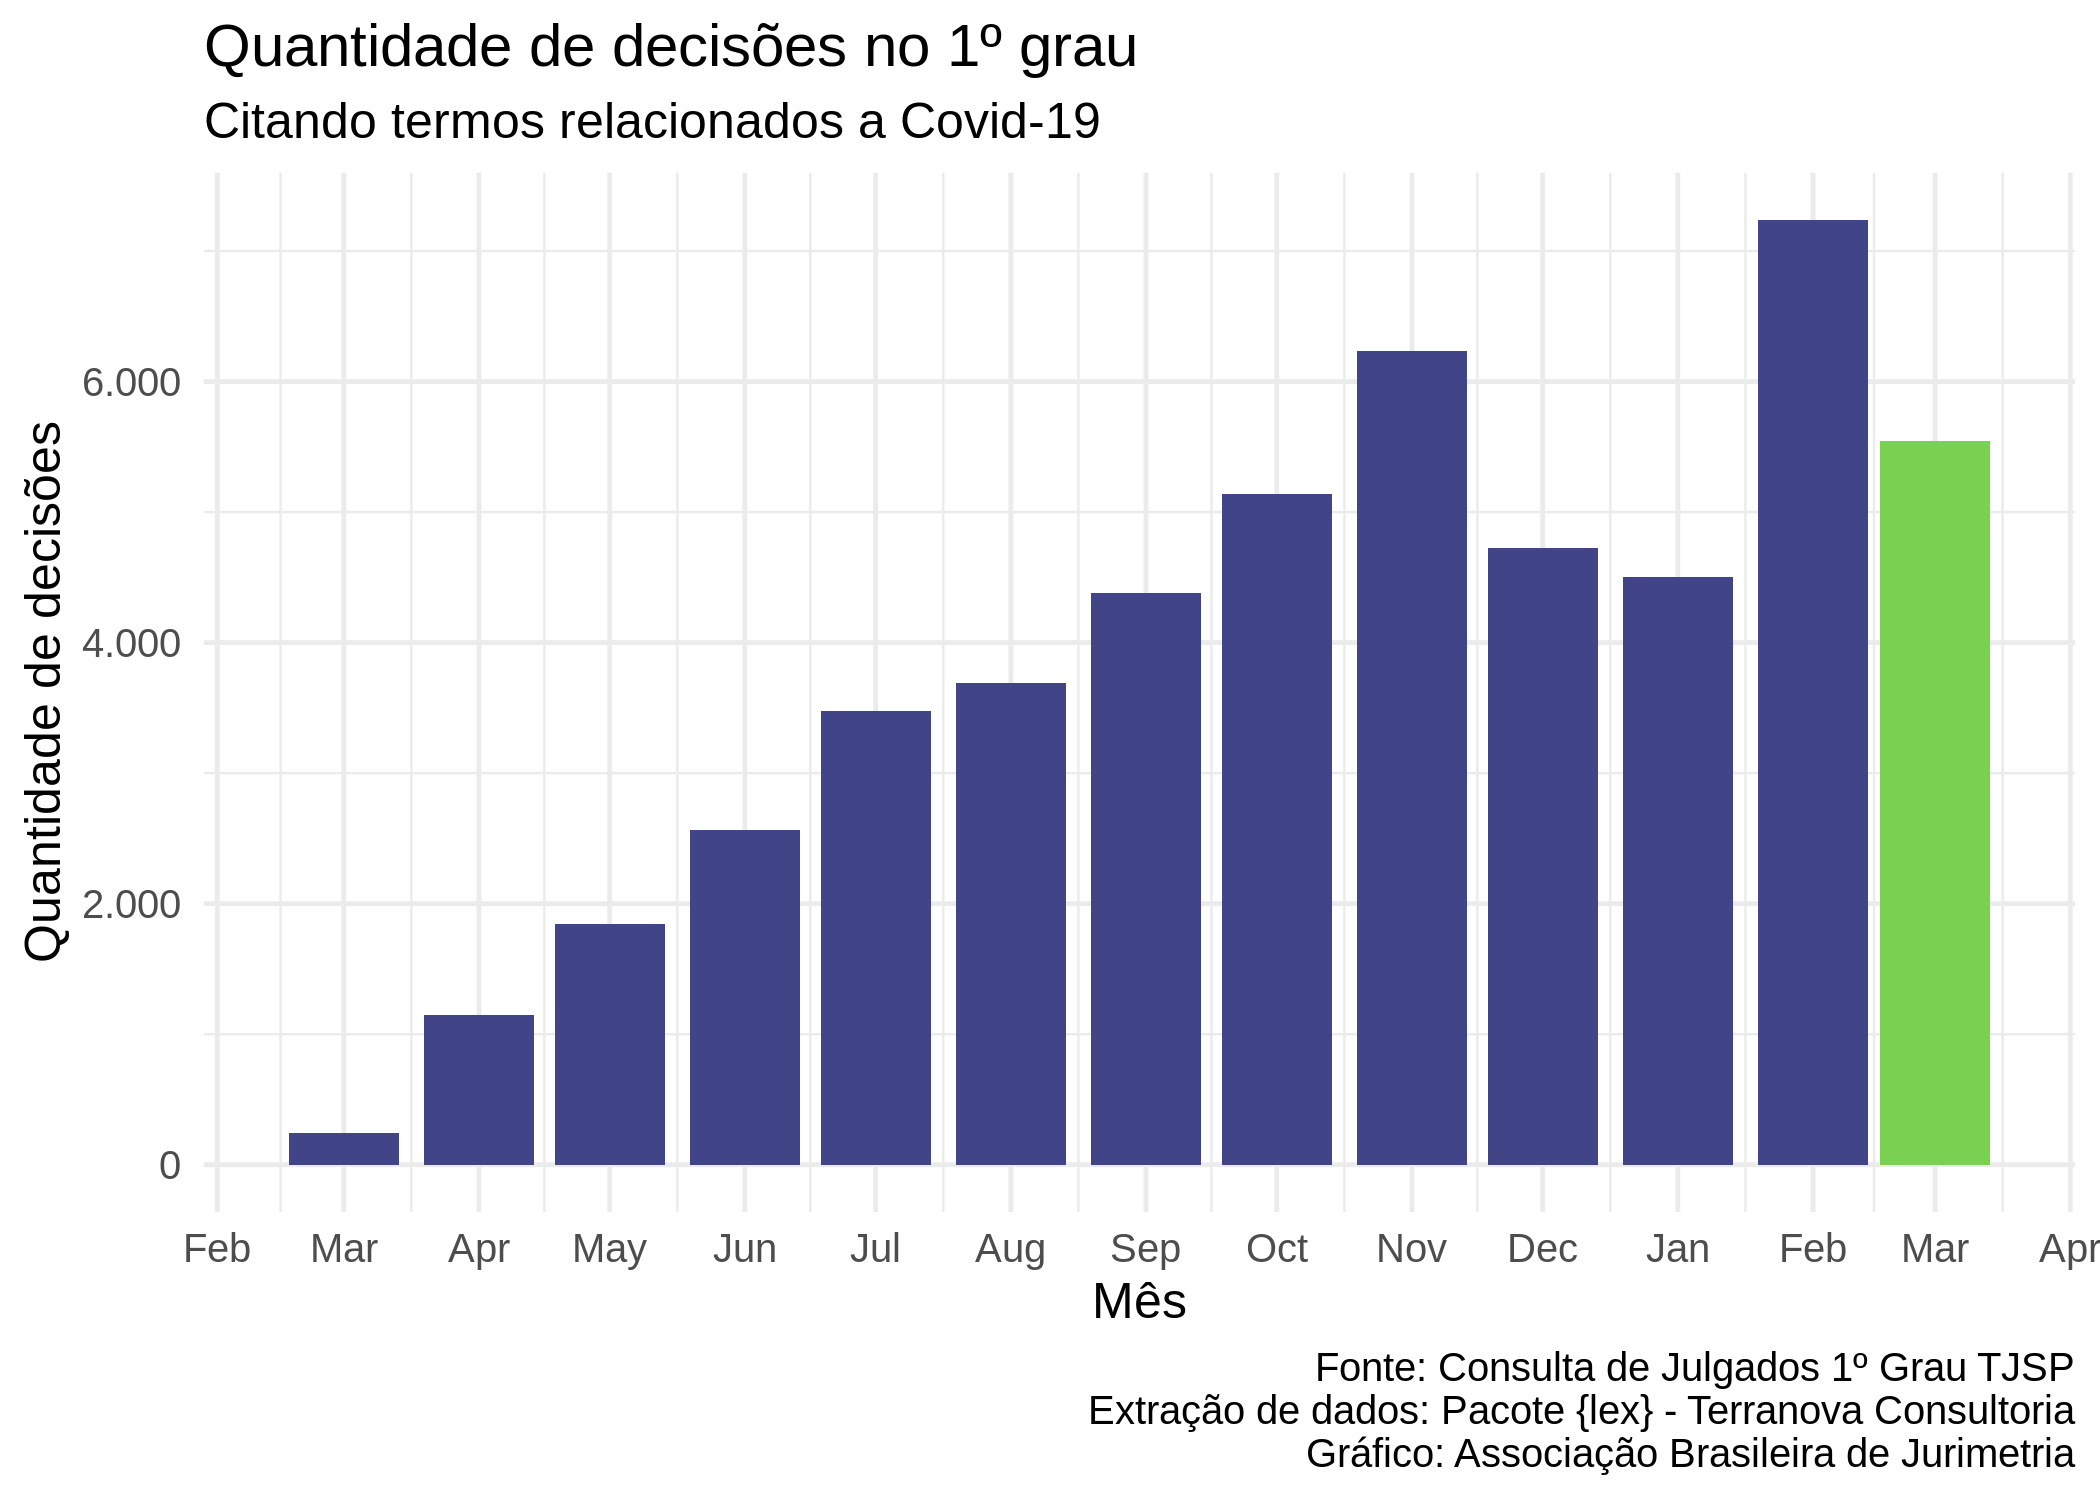 Quantidade de decisões no 1º grau
Citando termos relacionados a Covid-19
Quantidade de decisões
6.000
4.000
2.000
0
Feb Mar Apr May Jun Jul Aug Sep Oct Nov Dec Jan Feb Mar Apr
Mês
Fonte: Consulta de Julgados 1º Grau TJSP
Extração de dados: Pacote {lex} - Terranova Consultoria
Gráfico: Associação Brasileira de Jurimetria